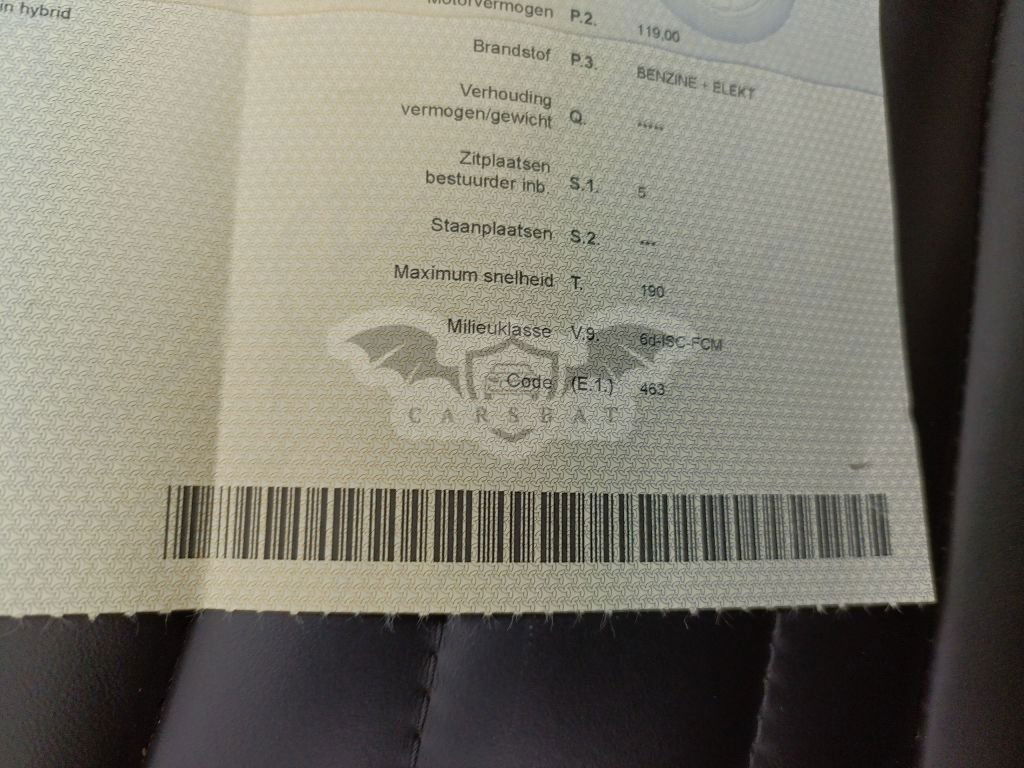 in hybrid
Motorvermogen P.2. 119,00
Brandstof P.3. BENZINE + ELEKT
Verhouding
vermogen/gewicht Q. *****
Zitplaatsen
bestuurder inb. S.1. 5
Staanplaatsen S.2. ***
Maximum snelheid T. 190
Milieuklasse V.9. 6d-ISC-FCM
Code (E.1.) 463
CARSBAT